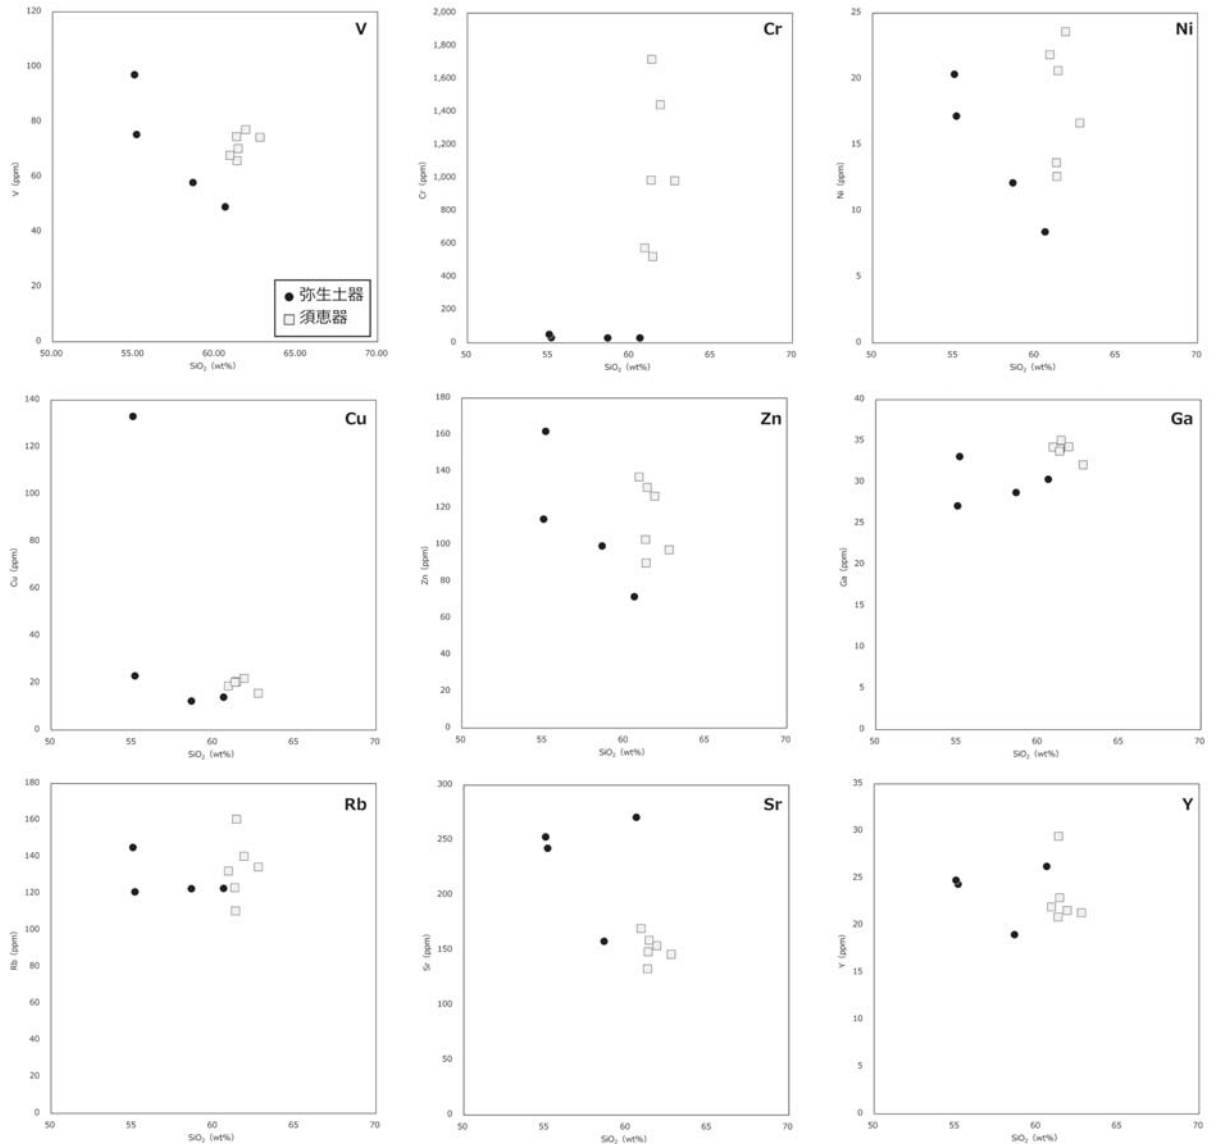 V
120
100
80
60
40
20
0
V (ppm)
50.00 55.00 60.00 65.00 70.00
SiO₂ (wt%)
弥生土器
須恵器
Cr
2,000
1,800
1,600
1,400
1,200
1,000
800
600
400
200
0
Cr (ppm)
50 55 60 65 70
SiO₂ (wt%)
Ni
25
20
15
10
5
0
Ni (ppm)
50 55 60 65 70
SiO₂ (wt%)
Cu
140
120
100
80
60
40
20
0
Cu (ppm)
50 55 60 65 70
SiO₂ (wt%)
Zn
180
160
140
120
100
80
60
40
20
0
Zn (ppm)
50 55 60 65 70
SiO₂ (wt%)
Ga
40
35
30
25
20
15
10
5
0
Ga (ppm)
50 55 60 65 70
SiO₂ (wt%)
Rb
180
160
140
120
100
80
60
40
20
0
Rb (ppm)
50 55 60 65 70
SiO₂ (wt%)
Sr
300
250
200
150
100
50
0
Sr (ppm)
50 55 60 65 70
SiO₂ (wt%)
Y
35
30
25
20
15
10
5
0
Y (ppm)
50 55 60 65 70
SiO₂ (wt%)